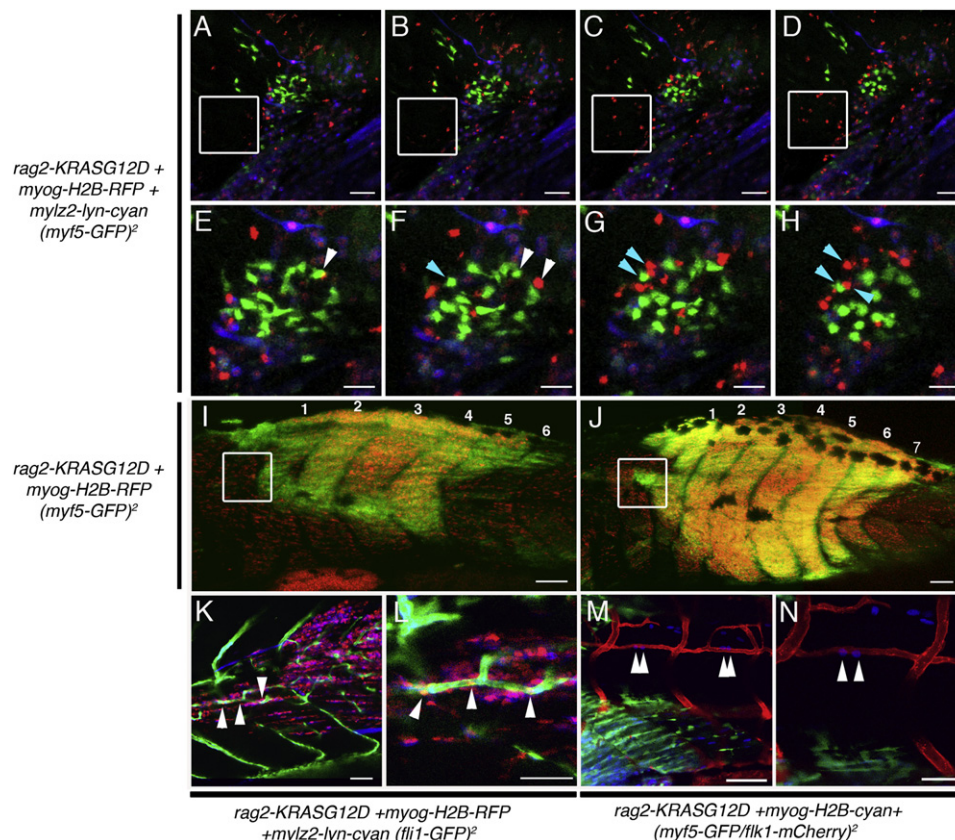 A B C D
rag2-KRASG12D +
myog-H2B-RFP +
mylz2-lyn-cyan
(myf5-GFP)²
E F G H
I 1 2 3 4 5 6
J 1 2 3 4 5 6 7
rag2-KRASG12D +
myog-H2B-RFP
(myf5-GFP)²
K L M N
rag2-KRASG12D +myog-H2B-RFP
+mylz2-lyn-cyan (fli1-GFP)²
rag2-KRASG12D +myog-H2B-cyan+
(myf5-GFP/flk1-mCherry)²